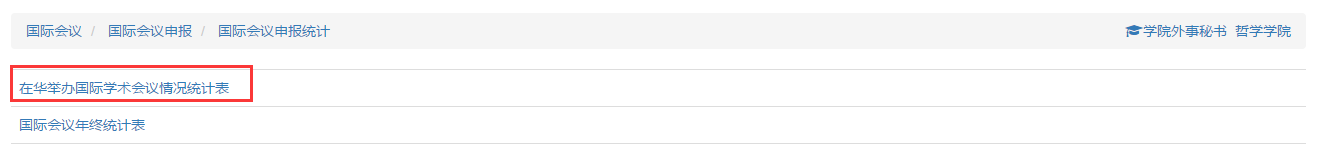 国际会议 / 国际会议申报 / 国际会议申报统计 学院外事秘书 哲学学院
在华举办国际学术会议情况统计表
国际会议年终统计表